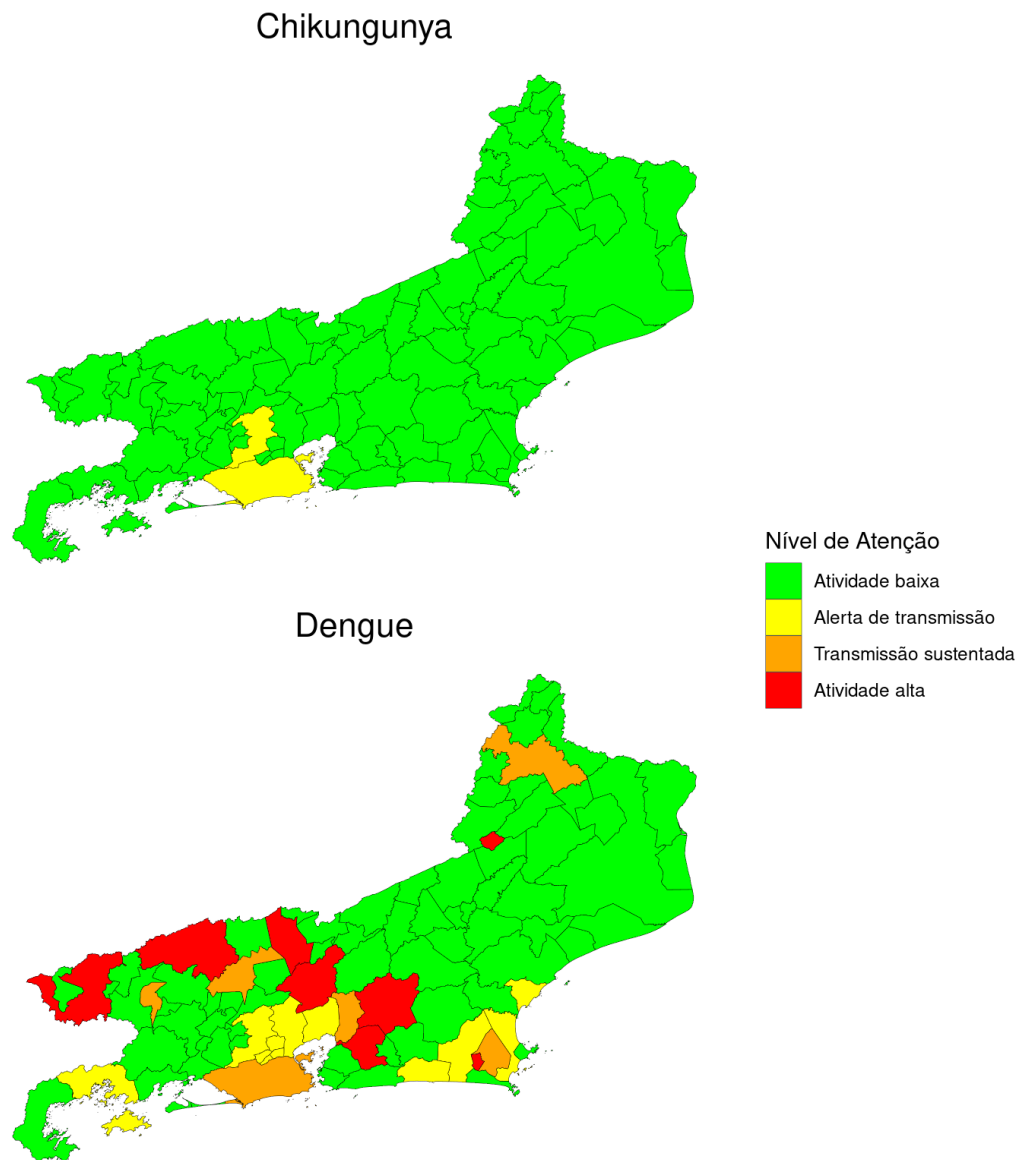 Chikungunya
Nível de Atenção
Atividade baixa
Alerta de transmissão
Transmissão sustentada
Atividade alta
Dengue